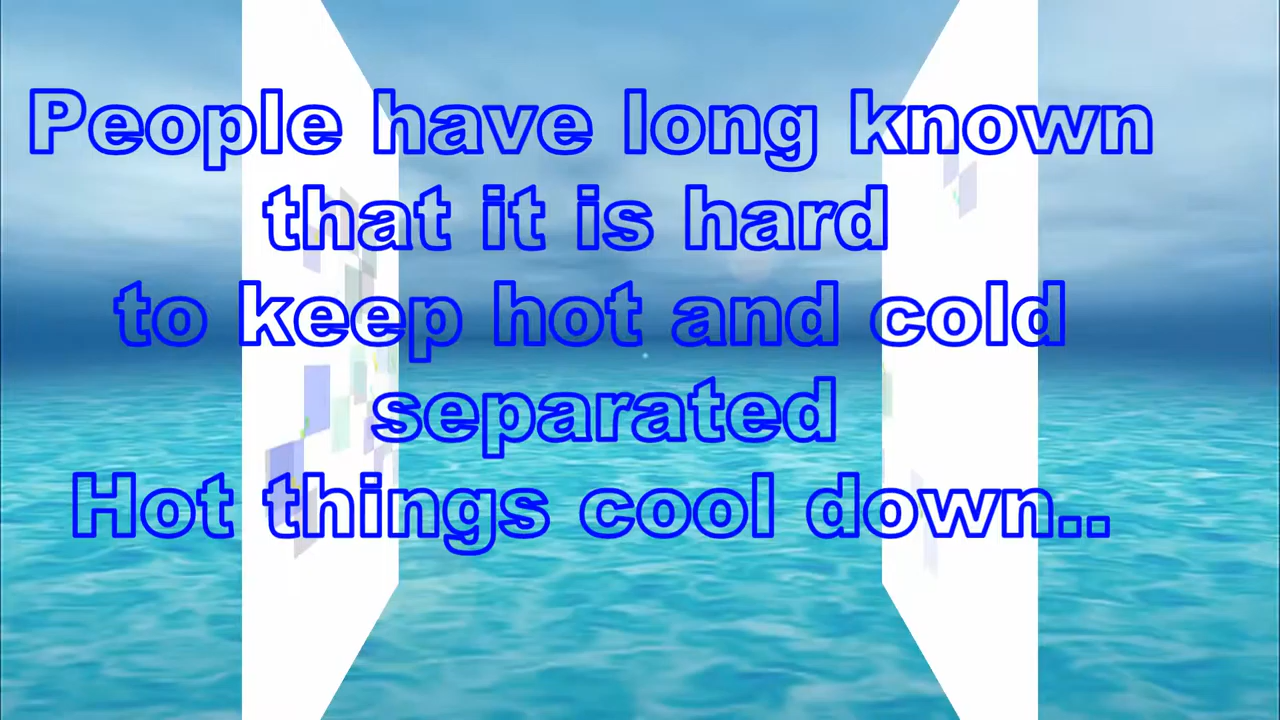 People have long known
that it is hard
to keep hot and cold
separated
Hot things cool down..